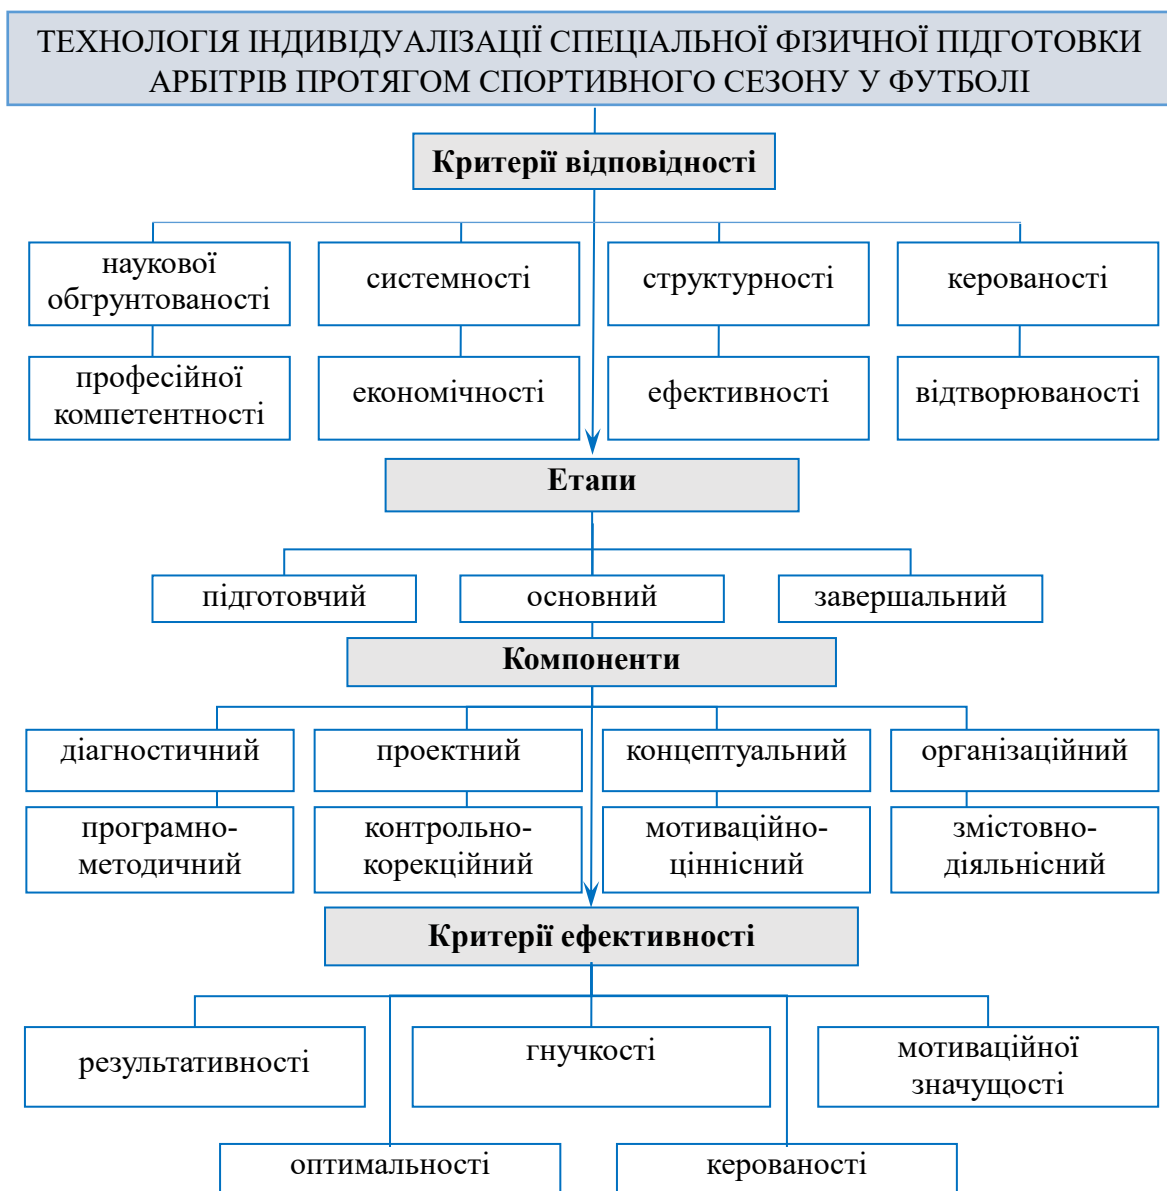 ТЕХНОЛОГІЯ ІНДИВІДУАЛІЗАЦІЇ СПЕЦІАЛЬНОЇ ФІЗИЧНОЇ ПІДГОТОВКИ
АРБІТРІВ ПРОТЯГОМ СПОРТИВНОГО СЕЗОНУ У ФУТБОЛІ
Критерії відповідності
наукової
обгрунтованості
системності
структурності
керованості
професійної
компетентності
економічності
ефективності
відтворюваності
Етапи
підготовчий
основний
завершальний
Компоненти
діагностичний
проектний
концептуальний
організаційний
програмно-
методичний
контрольно-
корекційний
мотиваційно-
ціннісний
змістовно-
діяльнісний
Критерії ефективності
результативності
гнучкості
мотиваційної
значущості
оптимальності
керованості